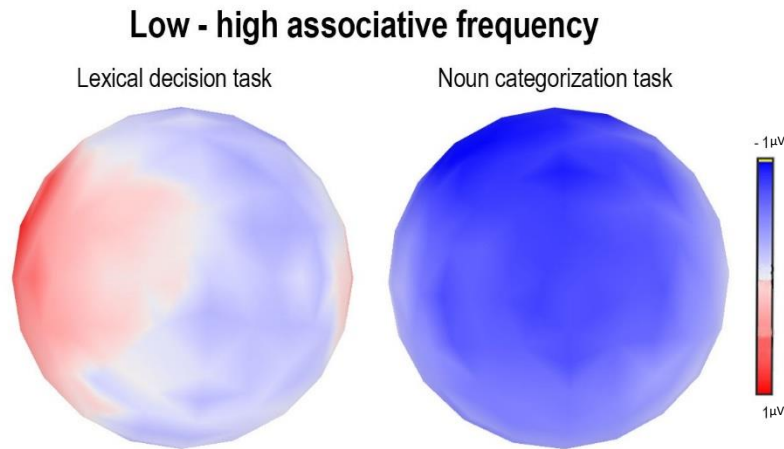 Low - high associative frequency
Lexical decision task
Noun categorization task
- 1µV
1µV